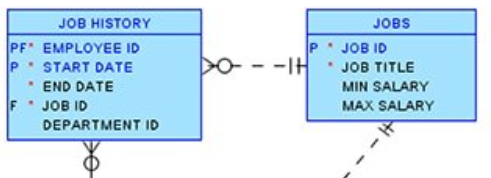 JOB HISTORY
PF* EMPLOYEE ID
P * START DATE
* END DATE
F * JOB ID
DEPARTMENT ID
JOBS
P * JOB ID
* JOB TITLE
MIN SALARY
MAX SALARY